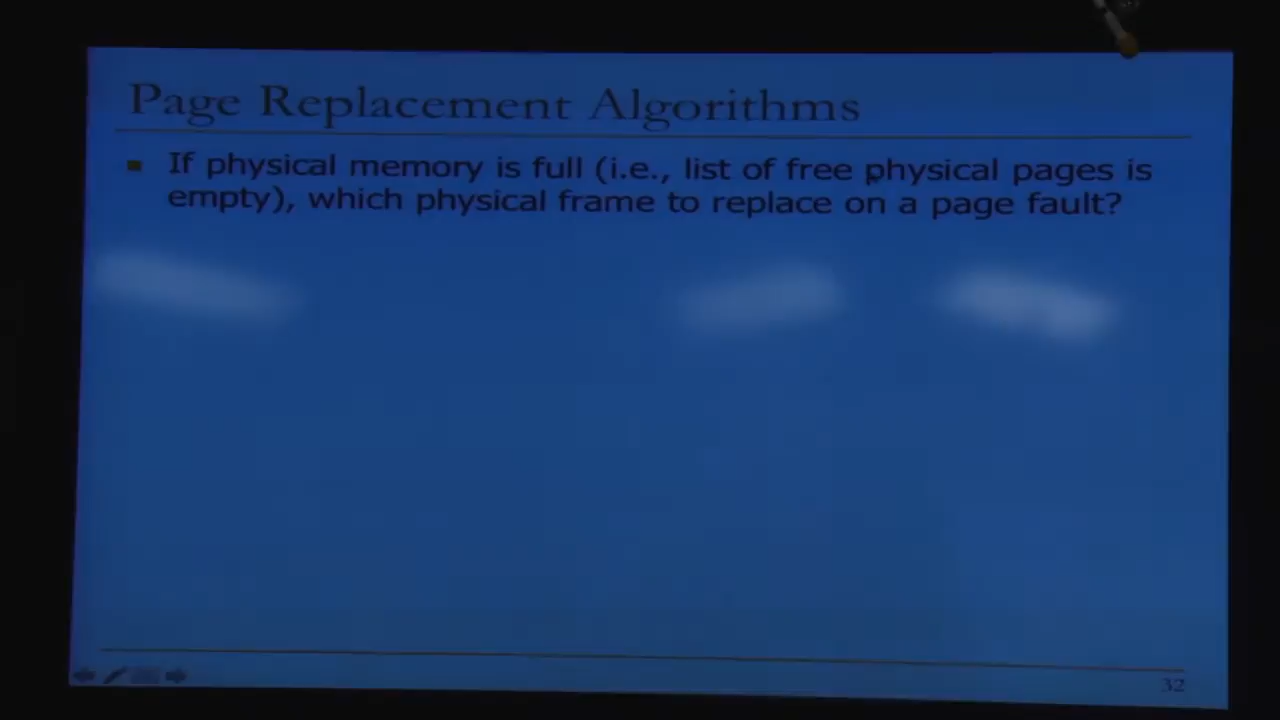 Page Replacement Algorithms
If physical memory is full (i.e., list of free physical pages is
empty), which physical frame to replace on a page fault?
32